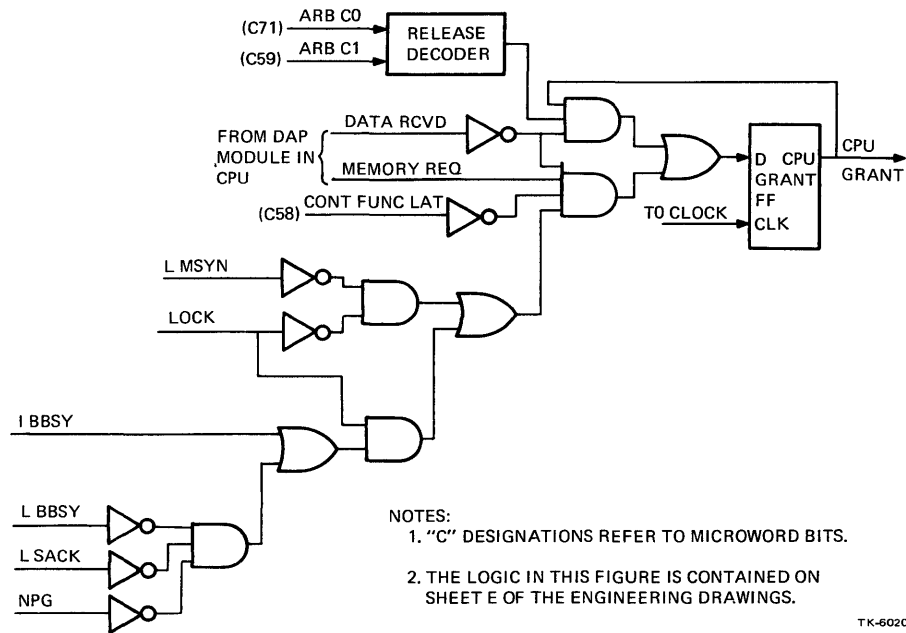 (C71) ARB C0
(C59) ARB C1
RELEASE
DECODER
FROM DAP
MODULE IN
CPU
DATA RCVD
MEMORY REQ
(C58) CONT FUNC LAT
D CPU
GRANT
FF
CLK
CPU
GRANT
T0 CLOCK
L MSYN
LOCK
I BBSY
L BBSY
L SACK
NPG
NOTES:
1. "C" DESIGNATIONS REFER TO MICROWORD BITS.
2. THE LOGIC IN THIS FIGURE IS CONTAINED ON
SHEET E OF THE ENGINEERING DRAWINGS.
TK-6020